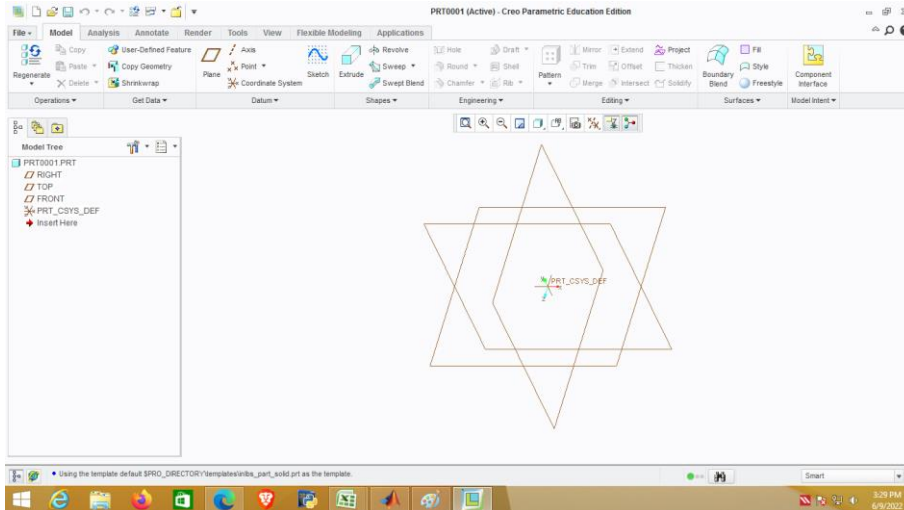 PRT0001 (Active) - Creo Parametric Education Edition
File Model Analysis Annotate Render Tools View Flexible Modeling Applications
Regenerate
Copy
Paste
Delete
User-Defined Feature
Copy Geometry
Shrinkwrap
Plane
Axis
Point
Coordinate System
Sketch
Extrude
Revolve
Sweep
Swept Blend
Hole
Round
Chamfer
Draft
Shell
Rib
Pattern
Mirror
Trim
Merge
Extend
Offset
Intersect
Project
Thicken
Solidify
Boundary
Blend
Fill
Style
Freestyle
Component
Interface
Operations Get Data Datum Shapes Engineering Editing Surfaces Model Intent
Model Tree
PRT0001.PRT
RIGHT
TOP
FRONT
PRT_CSYS_DEF
Insert Here
PRT_CSYS_DEF
Using the template default $PRO_DIRECTORY\templates\inlbs_part_solid.prt as the template.
Smart
3:29 PM
6/9/2022